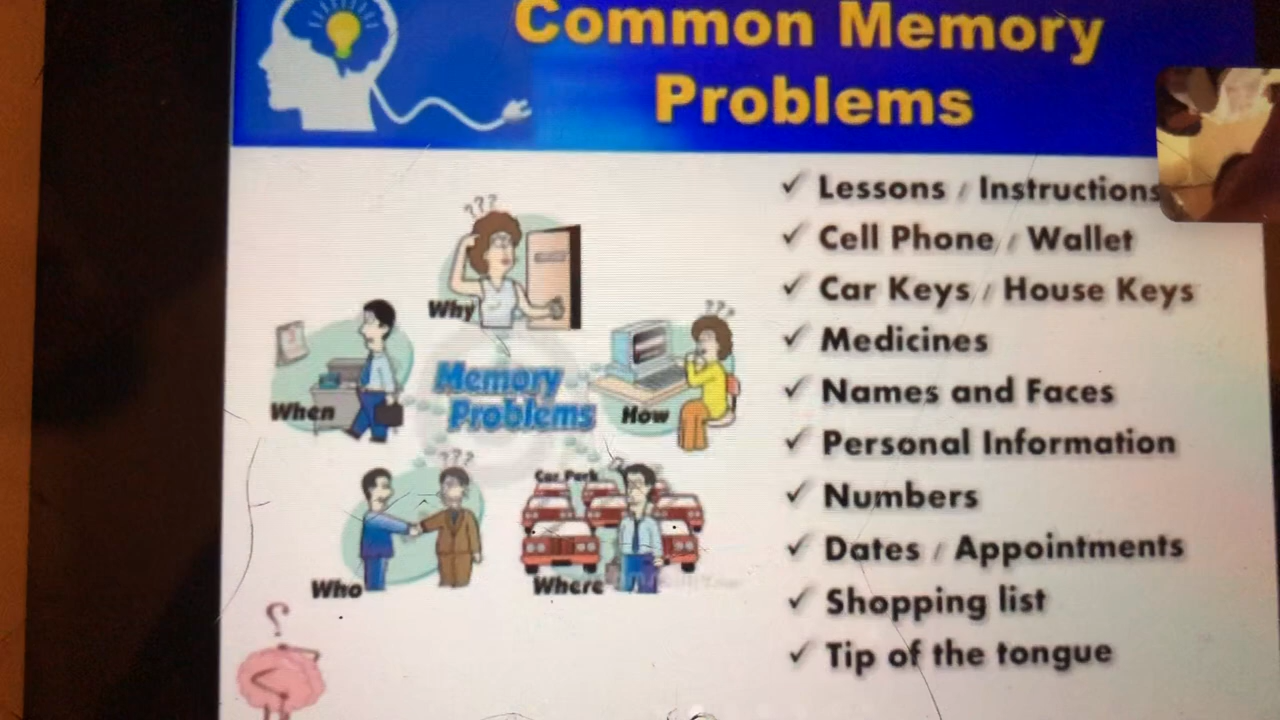 Common Memory
Problems
✓ Lessons / Instructions
✓ Cell Phone / Wallet
✓ Car Keys / House Keys
✓ Medicines
✓ Names and Faces
✓ Personal Information
✓ Numbers
✓ Dates / Appointments
✓ Shopping list
✓ Tip of the tongue
???
Why
When
Memory
Problems
???
How
???
Who
Car Park
Where
?